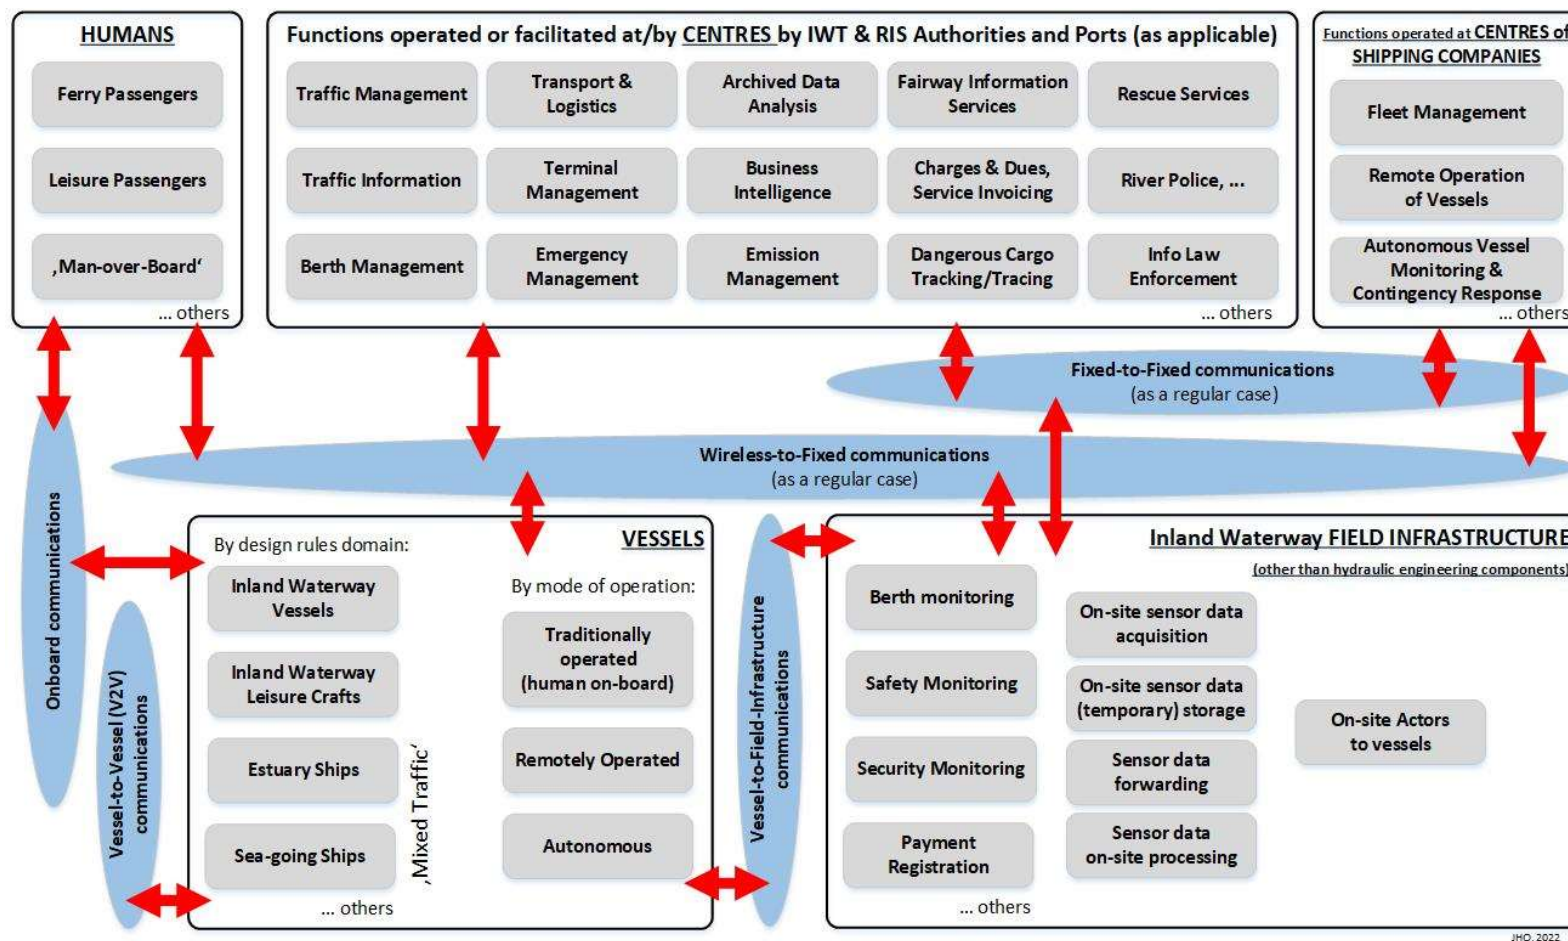 HUMANS
Ferry Passengers
Leisure Passengers
‚Man-over-Board‘
... others
Functions operated or facilitated at/by CENTRES by IWT & RIS Authorities and Ports (as applicable)
Traffic Management
Transport &
Logistics
Archived Data
Analysis
Fairway Information
Services
Rescue Services
Traffic Information
Terminal
Management
Business
Intelligence
Charges & Dues,
Service Invoicing
River Police, ...
Berth Management
Emergency
Management
Emission
Management
Dangerous Cargo
Tracking/Tracing
Info Law
Enforcement
... others
Functions operated at CENTRES of
SHIPPING COMPANIES
Fleet Management
Remote Operation
of Vessels
Autonomous Vessel
Monitoring &
Contingency Response
... others
Fixed-to-Fixed communications
(as a regular case)
Wireless-to-Fixed communications
(as a regular case)
Onboard communications
Vessel-to-Vessel (V2V)
communications
VESSELS
By design rules domain:
Inland Waterway
Vessels
Inland Waterway
Leisure Crafts
Estuary Ships
Sea-going Ships
... others
‚Mixed Traffic‘
By mode of operation:
Traditionally
operated
(human on-board)
Remotely Operated
Autonomous
Vessel-to-Field-Infrastructure
communications
Inland Waterway FIELD INFRASTRUCTURE
(other than hydraulic engineering components)
Berth monitoring
Safety Monitoring
Security Monitoring
Payment
Registration
... others
On-site sensor data
acquisition
On-site sensor data
(temporary) storage
Sensor data
forwarding
Sensor data
on-site processing
On-site Actors
to vessels
JHO, 2022